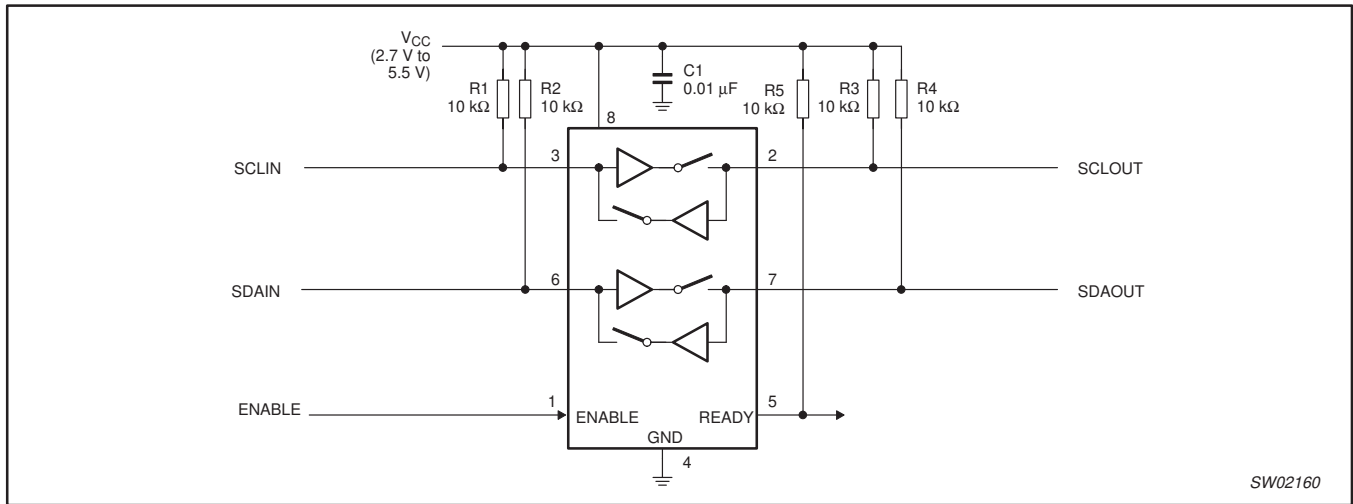 VCC
(2.7 V to
5.5 V)
R1
10 kΩ
R2
10 kΩ
C1
0.01 µF
R5
10 kΩ
R3
10 kΩ
R4
10 kΩ
8
SCLIN
3
2
SCLOUT
SDAIN
6
7
SDAOUT
ENABLE
1
ENABLE
READY
5
GND
4
SW02160